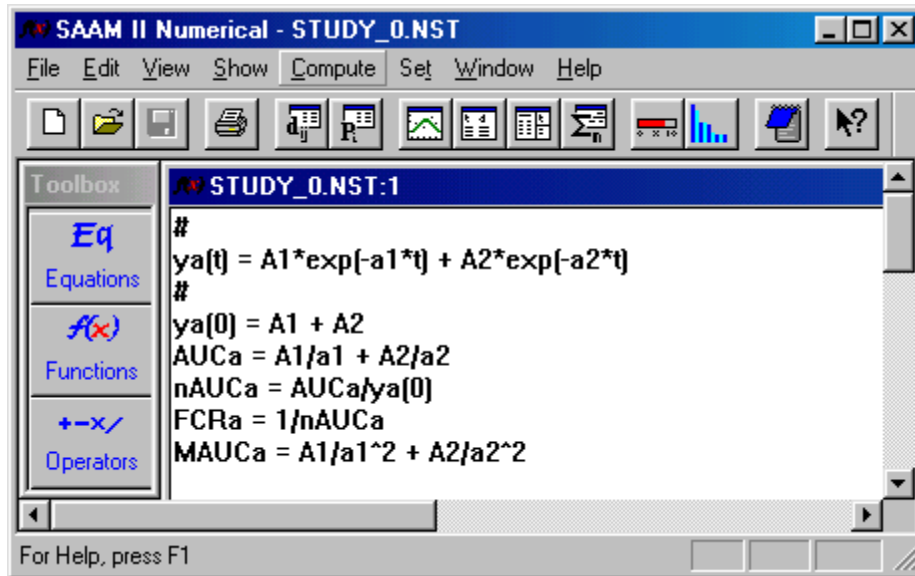 SAAM II Numerical - STUDY_0.NST
File Edit View Show Compute Set Window Help
Toolbox
Eq
Equations
f(x)
Functions
+-x/
Operators
STUDY_0.NST:1
#
ya(t) = A1*exp(-a1*t) + A2*exp(-a2*t)
#
ya(0) = A1 + A2
AUCa = A1/a1 + A2/a2
nAUCa = AUCa/ya(0)
FCRa = 1/nAUCa
MAUCa = A1/a1^2 + A2/a2^2
For Help, press F1